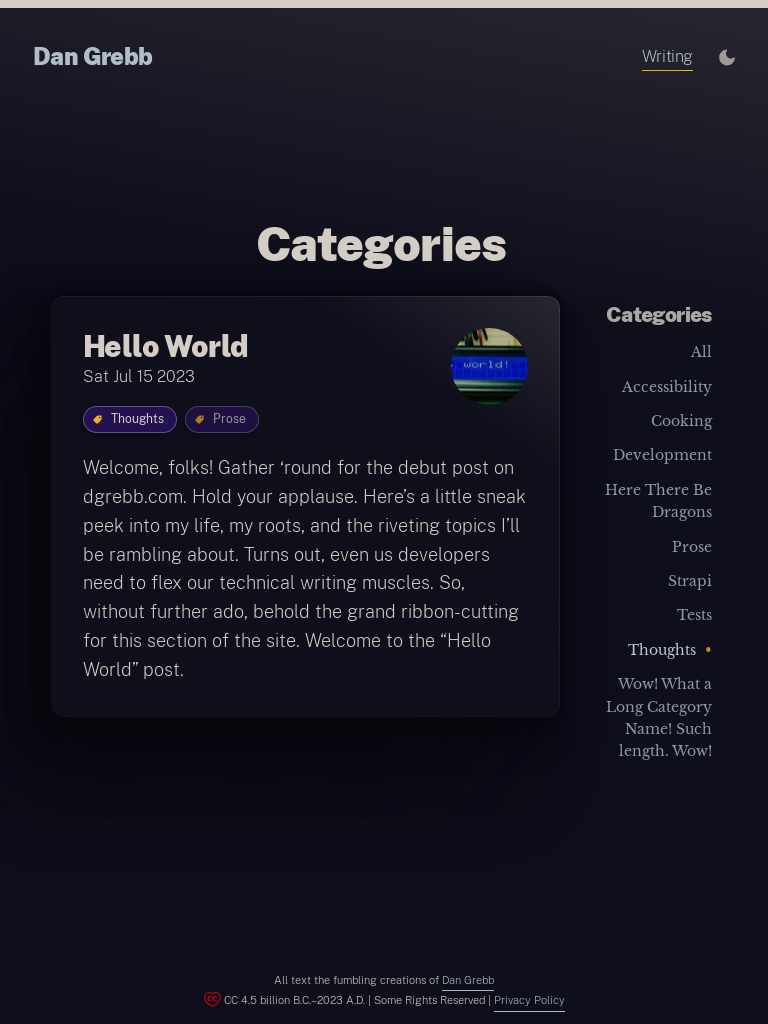 Dan Grebb
Writing
Categories
Hello World
Sat Jul 15 2023
world!
Thoughts
Prose
Welcome, folks! Gather ‘round for the debut post on
dgrebb.com. Hold your applause. Here’s a little sneak
peek into my life, my roots, and the riveting topics I’ll
be rambling about. Turns out, even us developers
need to flex our technical writing muscles. So,
without further ado, behold the grand ribbon-cutting
for this section of the site. Welcome to the “Hello
World” post.
Categories
All
Accessibility
Cooking
Development
Here There Be
Dragons
Prose
Strapi
Tests
Thoughts •
Wow! What a
Long Category
Name! Such
length. Wow!
All text the fumbling creations of Dan Grebb
CC 4.5 billion B.C.–2023 A.D. | Some Rights Reserved | Privacy Policy